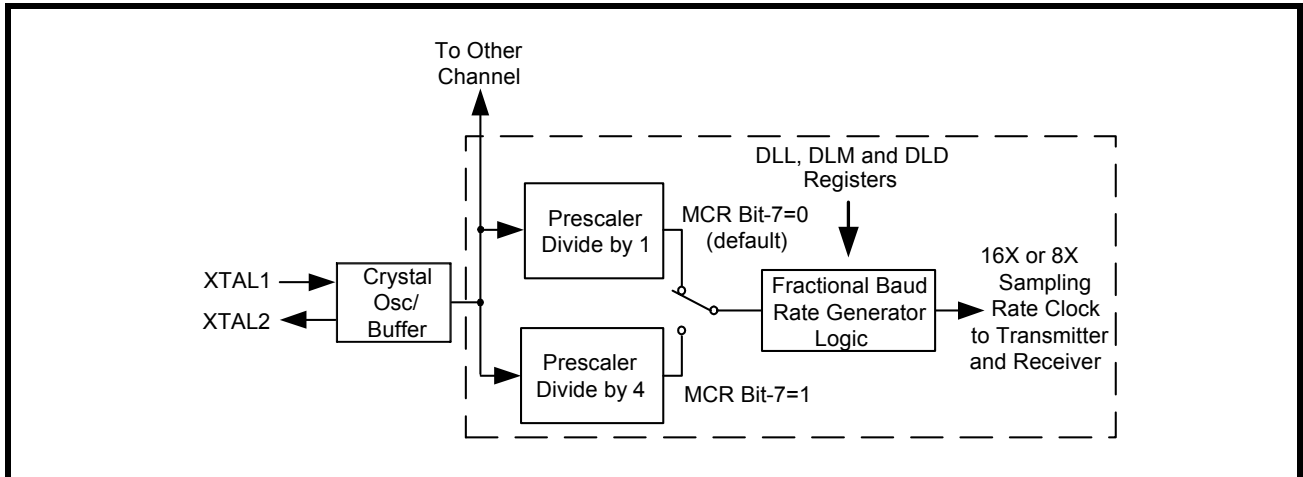 To Other
Channel
DLL, DLM and DLD
Registers
Prescaler
Divide by 1
MCR Bit-7=0
(default)
XTAL1
XTAL2
Crystal
Osc/
Buffer
Fractional Baud
Rate Generator
Logic
16X or 8X
Sampling
Rate Clock
to Transmitter
and Receiver
Prescaler
Divide by 4
MCR Bit-7=1